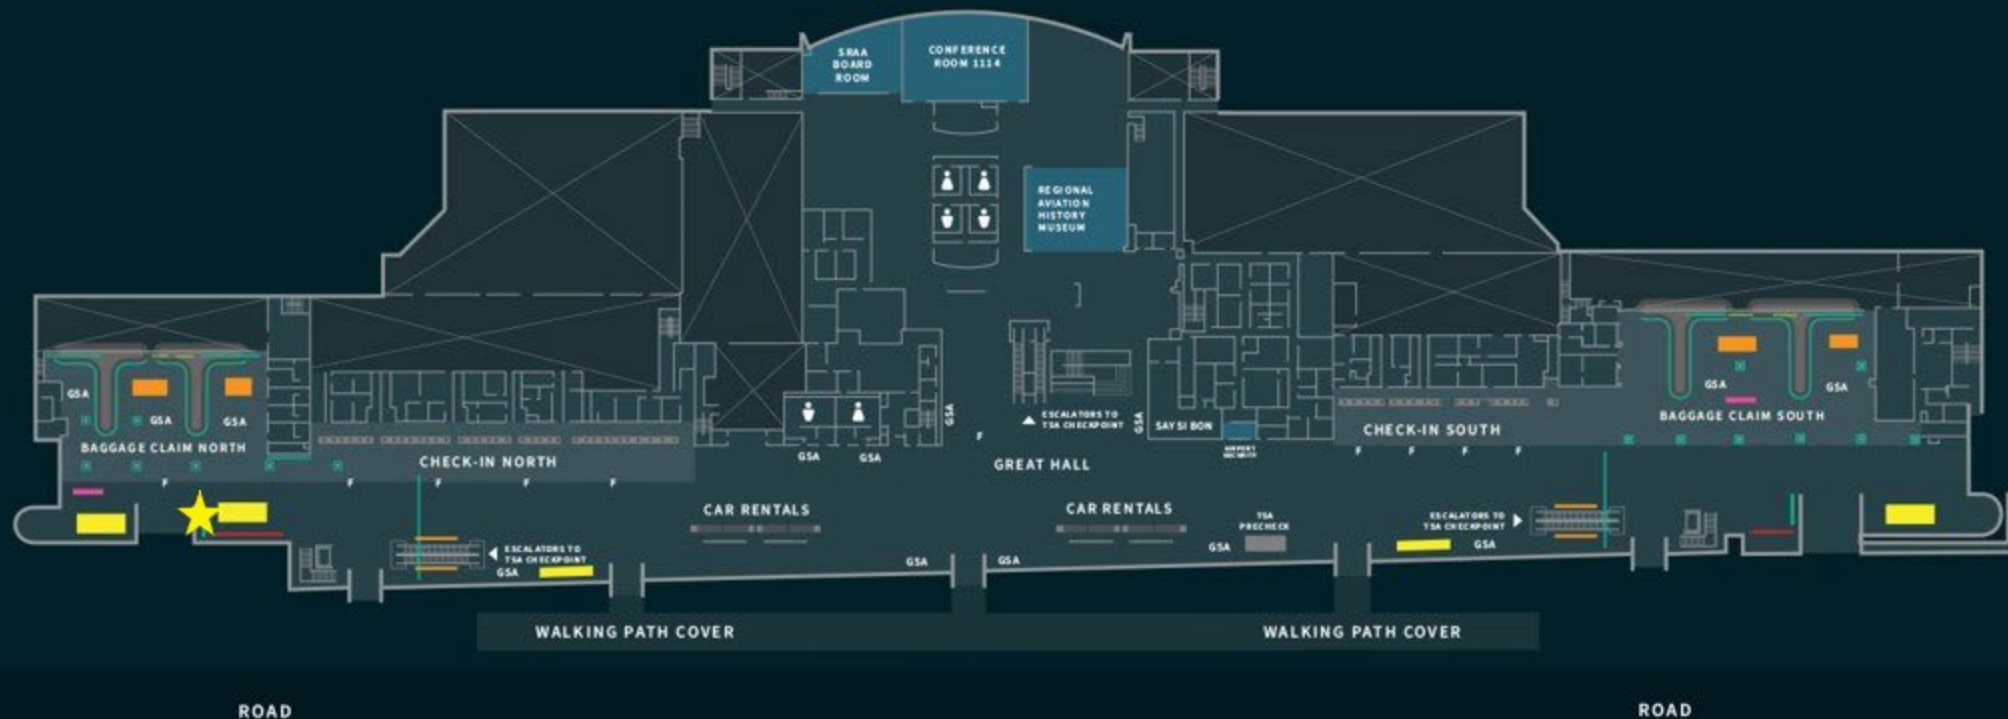 SRAA
BOARD
ROOM
CONFERENCE
ROOM 1114
REGIONAL
AVIATION
HISTORY
MUSEUM
GSA
GSA
GSA
BAGGAGE CLAIM NORTH
F
CHECK-IN NORTH
F
F
F
F
ESCALATORS TO
TSA CHECKPOINT
GSA
GSA
GSA
GSA
CAR RENTALS
F
ESCALATORS TO
TSA CHECKPOINT
GSA
GREAT HALL
GSA
GSA
CAR RENTALS
SAY SI BON
AIRPORT
SECURITY
TSA
PRECHECK
GSA
CHECK-IN SOUTH
F
F
F
F
ESCALATORS TO
TSA CHECKPOINT
GSA
GSA
GSA
BAGGAGE CLAIM SOUTH
WALKING PATH COVER
WALKING PATH COVER
ROAD
ROAD